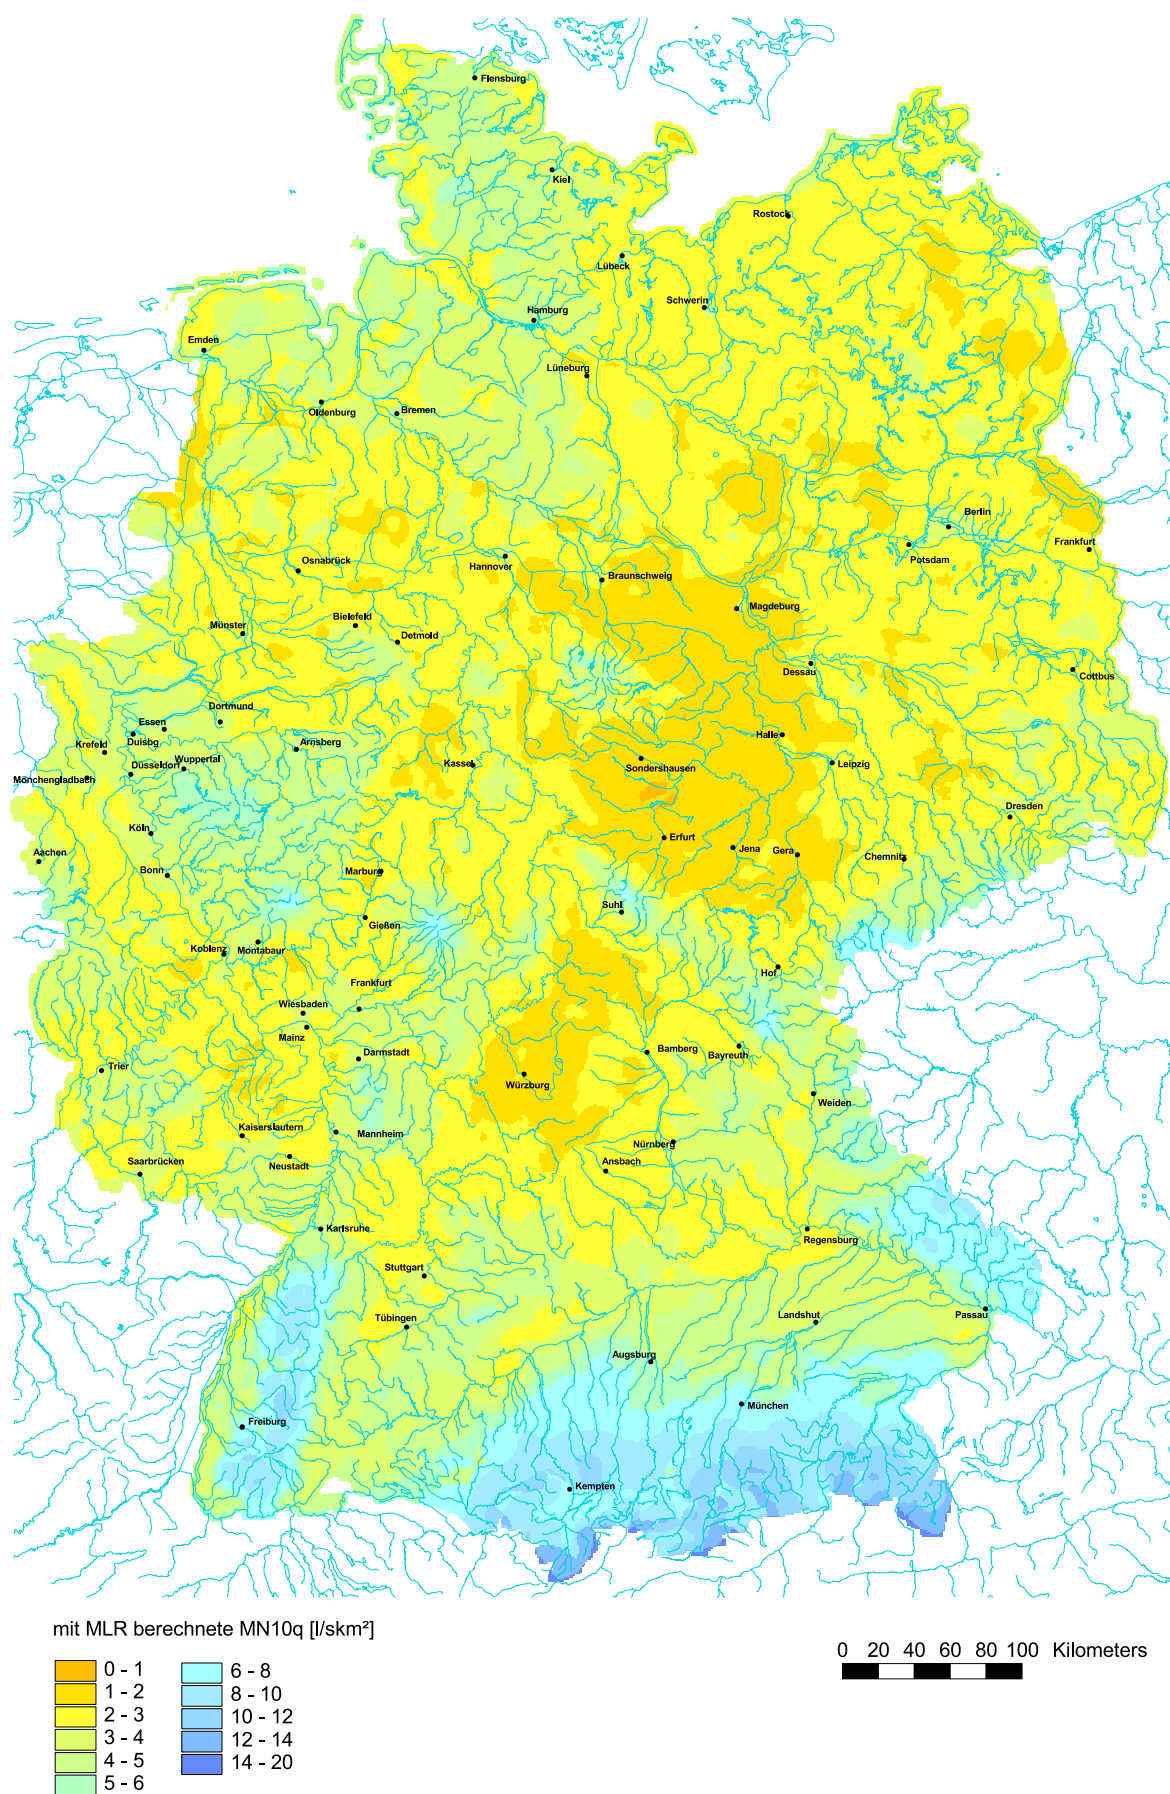 Flensburg
Kiel
Rostock
Lübeck
Schwerin
Hamburg
Emden
Lüneburg
Oldenburg
Bremen
Berlin
Potsdam
Frankfurt
Osnabrück
Hannover
Braunschweig
Magdeburg
Bielefeld
Münster
Detmold
Dessau
Cottbus
Dortmund
Essen
Duisbg
Krefeld
Arnsberg
Halle
Wuppertal
Düsseldorf
Kassel
Sondershausen
Leipzig
Mönchengladbach
Dresden
Köln
Erfurt
Jena
Gera
Chemnitz
Aachen
Bonn
Marburg
Suhl
Gießen
Koblenz
Montabaur
Hof
Frankfurt
Wiesbaden
Mainz
Darmstadt
Bamberg
Bayreuth
Trier
Würzburg
Weiden
Kaiserslautern
Mannheim
Nürnberg
Saarbrücken
Neustadt
Ansbach
Karlsruhe
Regensburg
Stuttgart
Tübingen
Landshut
Passau
Augsburg
München
Freiburg
Kempten
mit MLR berechnete MN10q [l/skm²]
0 - 1
1 - 2
2 - 3
3 - 4
4 - 5
5 - 6
6 - 8
8 - 10
10 - 12
12 - 14
14 - 20
0 20 40 60 80 100 Kilometers